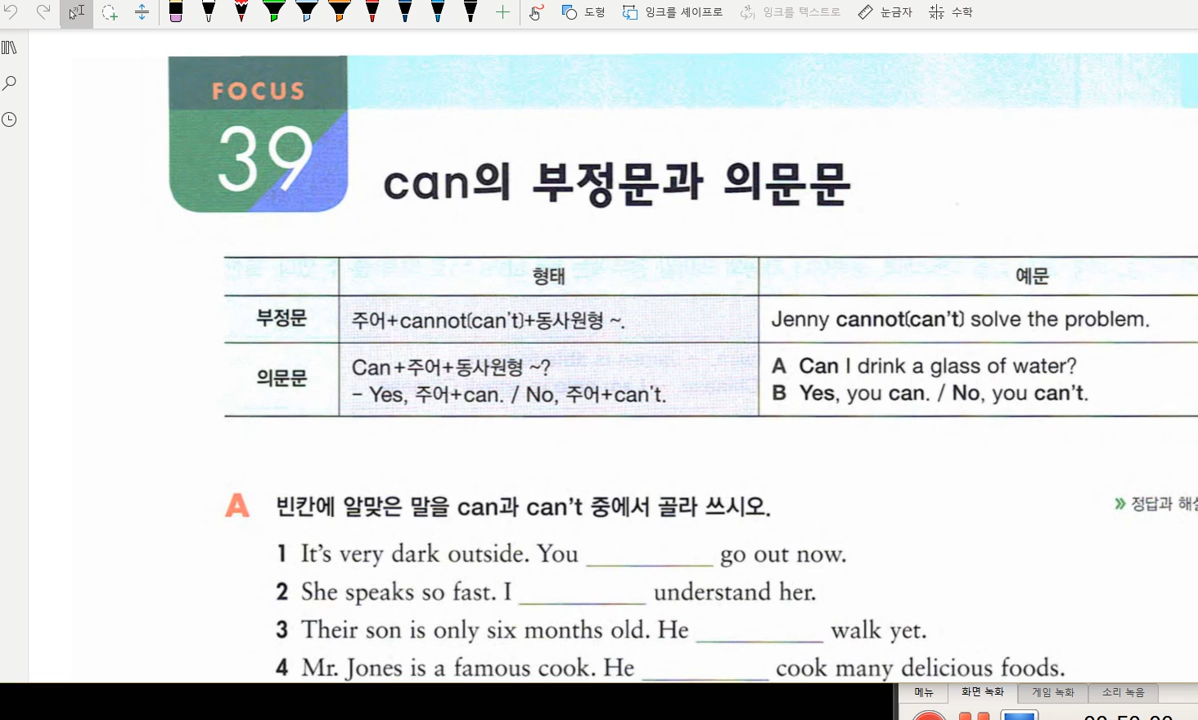 도형
잉크를 셰이프로
잉크를 텍스트로
눈금자
수학
FOCUS
39
can의 부정문과 의문문
형태
예문
부정문
주어+cannot(can't)+동사원형 ~.
Jenny cannot(can't) solve the problem.
의문문
Can+주어+동사원형 ~?
– Yes, 주어+can. / No, 주어+can't.
A Can I drink a glass of water?
B Yes, you can. / No, you can't.
A 빈칸에 알맞은 말을 can과 can't 중에서 골라 쓰시오.
» 정답과 해설
1 It's very dark outside. You __________ go out now.
2 She speaks so fast. I __________ understand her.
3 Their son is only six months old. He __________ walk yet.
4 Mr. Jones is a famous cook. He __________ cook many delicious foods.
메뉴
화면 녹화
게임 녹화
소리 녹음